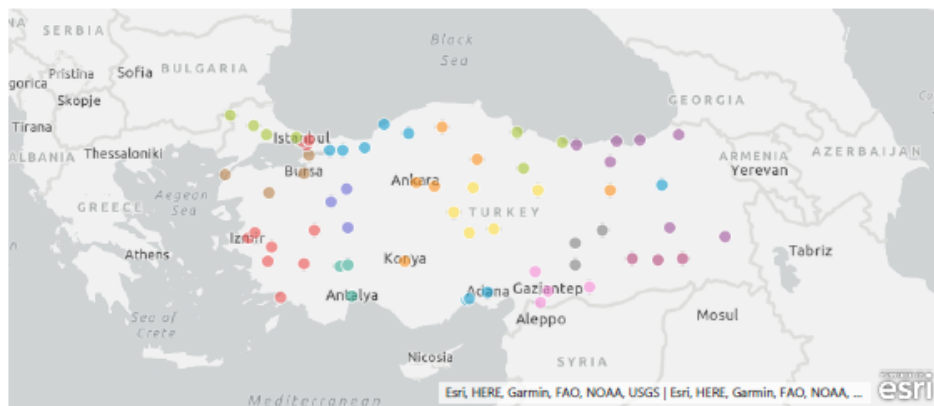 NA
SERBIA
Black
Sea
Pristina
Sofia
BULGARIA
gorica
Skopje
GEORGIA
Tirana
Istanbul
ALBANIA
Thessaloniki
ARMENIA
AZERBAIJAN
Yerevan
Bursa
Ankara
Aegean
Sea
GREECE
TURKEY
Izmir
Athens
Konya
Tabriz
Antalya
Adana
Gaziantep
Sea of
Crete
Aleppo
Mosul
Nicosia
SYRIA
Mediterranean
Esri, HERE, Garmin, FAO, NOAA, USGS | Esri, HERE, Garmin, FAO, NOAA, ...
esri